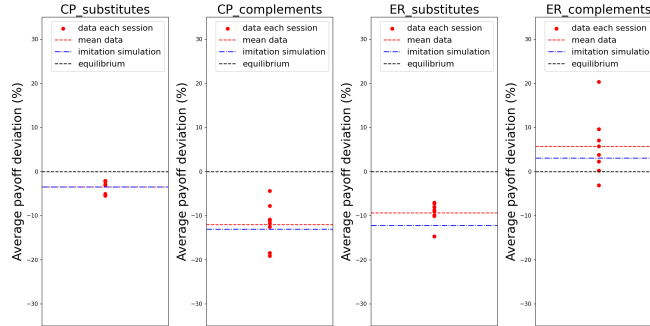 CP_substitutes
Average payoff deviation (%)
30
20
10
0
−10
−20
−30
data each session
mean data
imitation simulation
equilibrium
CP_complements
Average payoff deviation (%)
30
20
10
0
−10
−20
−30
data each session
mean data
imitation simulation
equilibrium
ER_substitutes
Average payoff deviation (%)
30
20
10
0
−10
−20
−30
data each session
mean data
imitation simulation
equilibrium
ER_complements
Average payoff deviation (%)
30
20
10
0
−10
−20
−30
data each session
mean data
imitation simulation
equilibrium